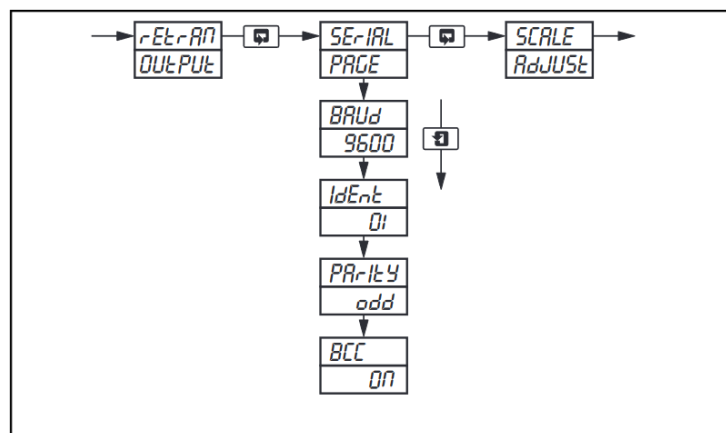 rEtrAN
OUtPUt
SErIAL
PAGE
SCALE
AdJUSt
BAUd
9600
IdEnt
01
PArItY
odd
BCC
ON